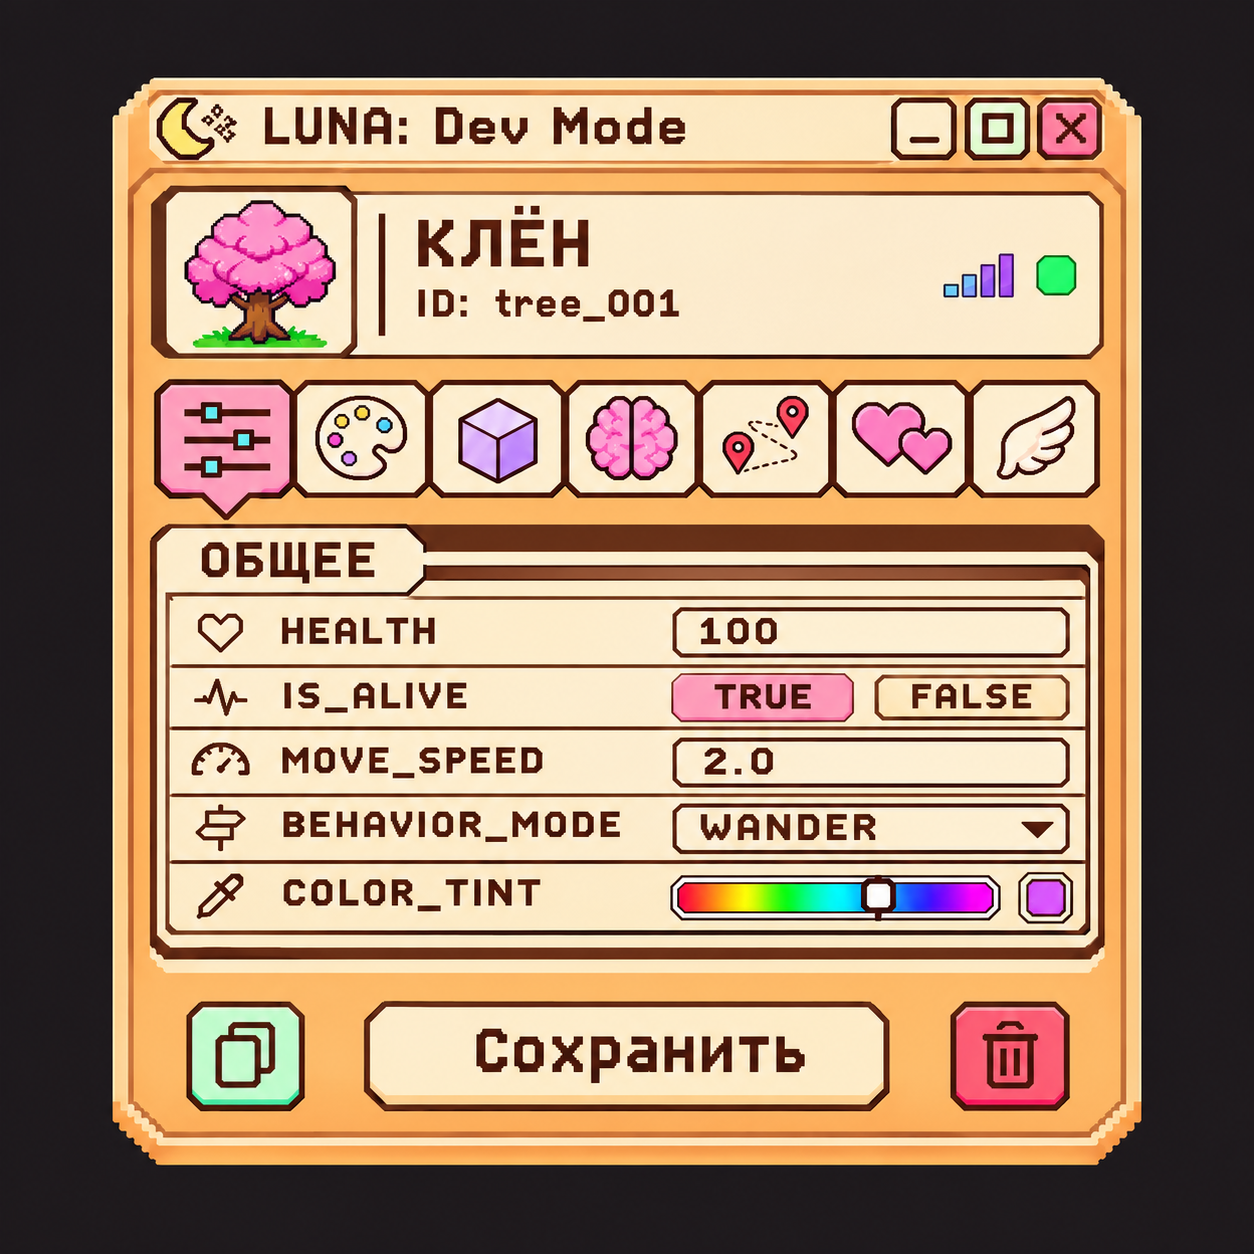 LUNA: Dev Mode
КЛЁН
ID: tree_001
ОБЩЕЕ
HEALTH 100
IS_ALIVE TRUE FALSE
MOVE_SPEED 2.0
BEHAVIOR_MODE WANDER
COLOR_TINT
Сохранить